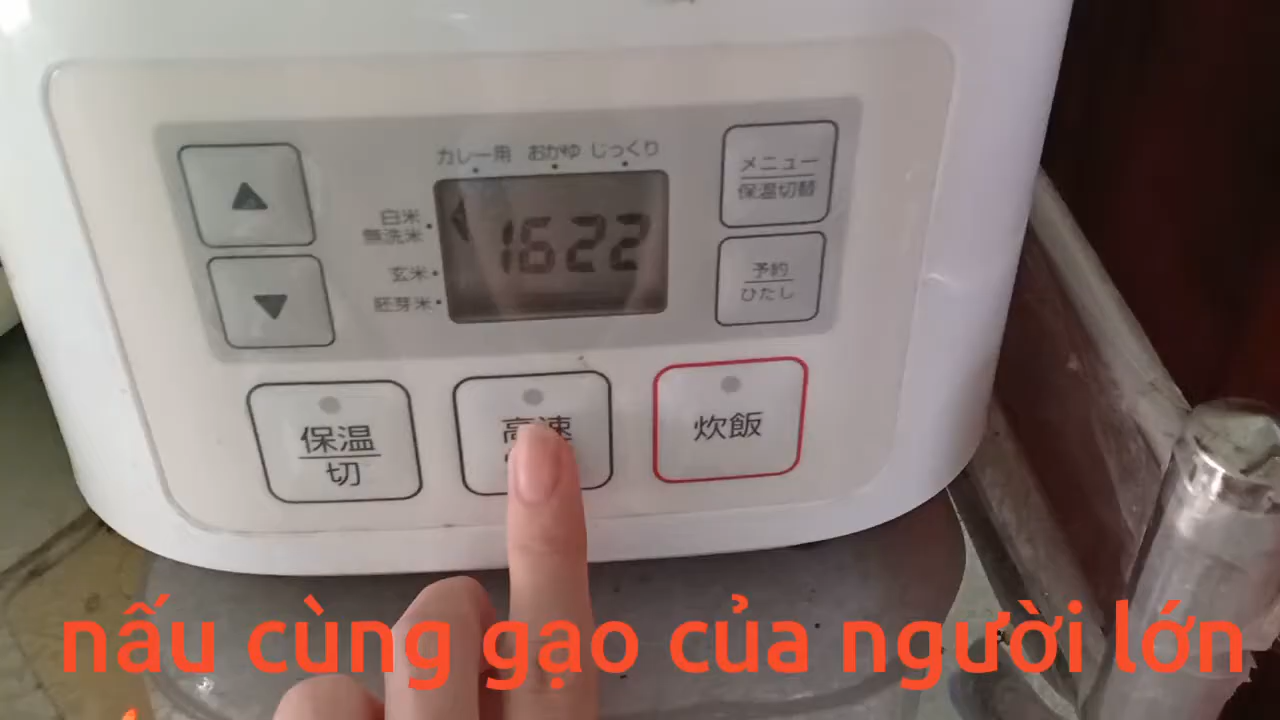 カレー用 おかゆ じっくり
白米
無洗米
玄米
胚芽米
1622
メニュー
保温切替
予約
ひたし
保温
切
高速
炊飯
nấu cùng gạo của người lớn